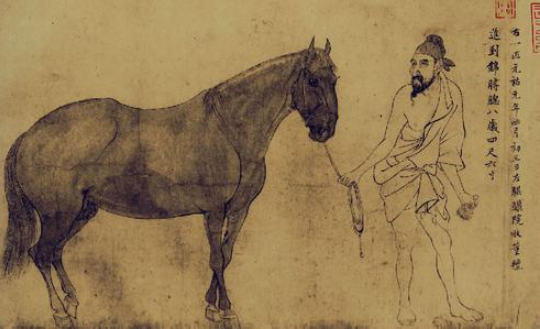 右一匹元祐元年四月初三日左騏驥院收董氈
進到錦膊驄八歲四尺六寸